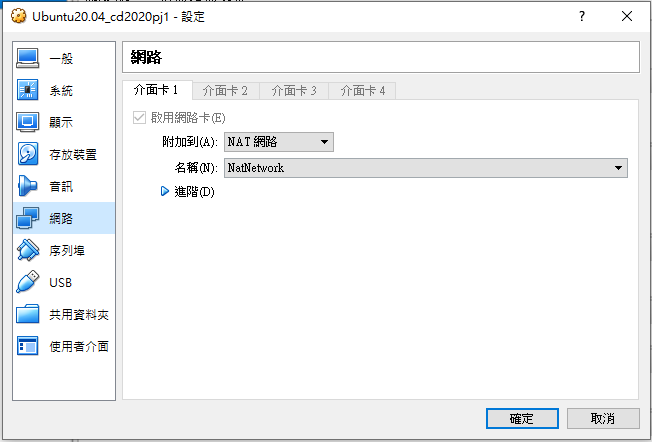 Ubuntu20.04_cd2020pj1 - 設定
?
一般
系統
顯示
存放裝置
音訊
網路
序列埠
USB
共用資料夾
使用者介面
網路
介面卡 1 介面卡 2 介面卡 3 介面卡 4
啟用網路卡(E)
附加到(A): NAT 網路
名稱(N): NatNetwork
進階(D)
確定 取消